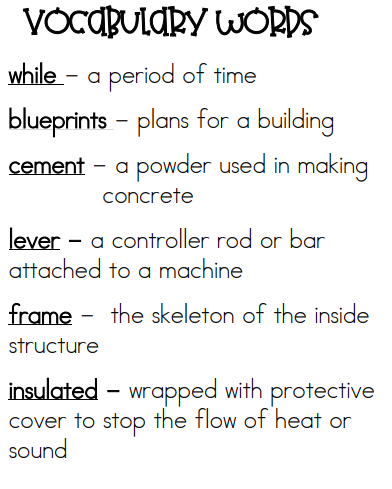 VOCABULARY WORDS
while – a period of time
blueprints – plans for a building
cement – a powder used in making
concrete
lever – a controller rod or bar
attached to a machine
frame – the skeleton of the inside
structure
insulated – wrapped with protective
cover to stop the flow of heat or
sound